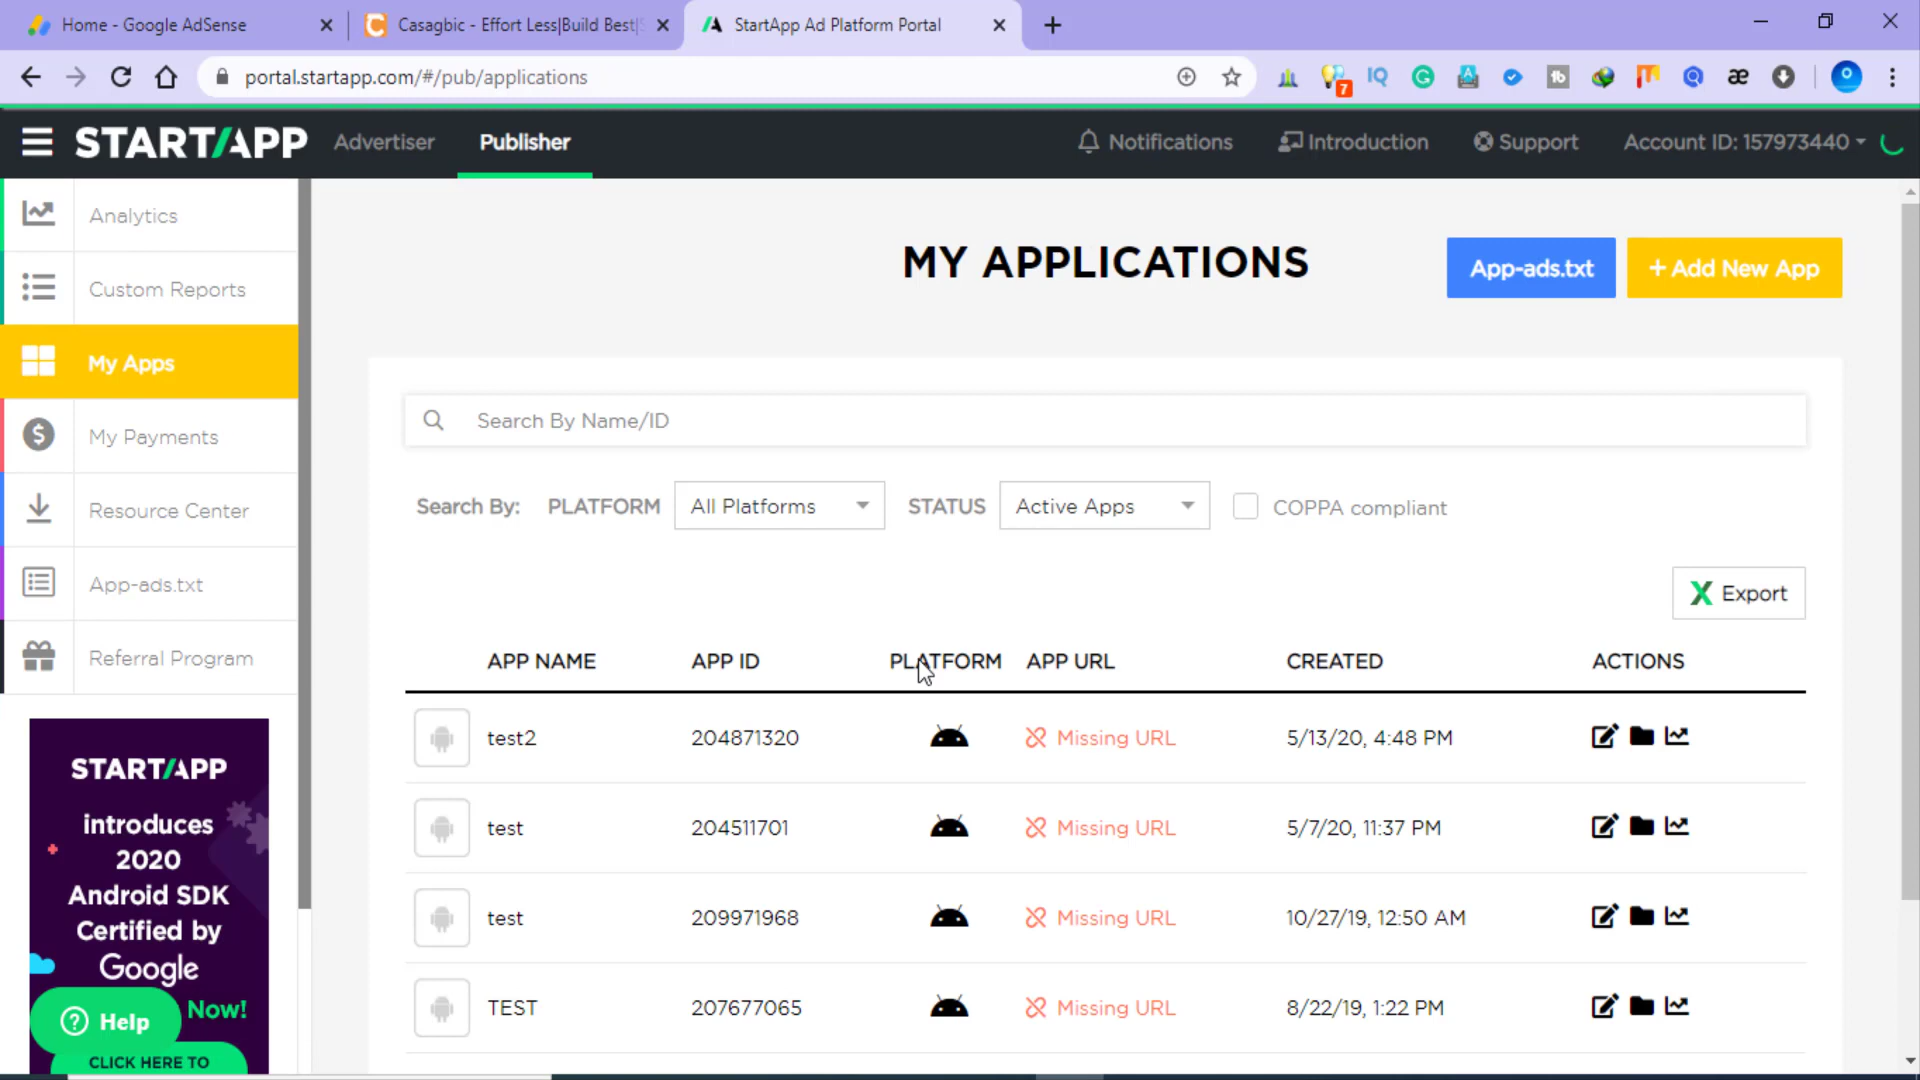 Home - Google AdSense
Casagbic - Effort Less|Build Best|
StartApp Ad Platform Portal
portal.startapp.com/#/pub/applications
7
IQ
tb
æ
STARTAPP
Advertiser
Publisher
Notifications
Introduction
Support
Account ID: 157973440
Analytics
Custom Reports
My Apps
My Payments
Resource Center
App-ads.txt
Referral Program
MY APPLICATIONS
App-ads.txt
+ Add New App
Search By Name/ID
Search By: PLATFORM All Platforms STATUS Active Apps COPPA compliant
Export
APP NAME APP ID PLATFORM APP URL CREATED ACTIONS
test2 204871320 Missing URL 5/13/20, 4:48 PM
test 204511701 Missing URL 5/7/20, 11:37 PM
test 209971968 Missing URL 10/27/19, 12:50 AM
TEST 207677065 Missing URL 8/22/19, 1:22 PM
STARTAPP
introduces
2020
Android SDK
Certified by
Google
Now!
Help
CLICK HERE TO